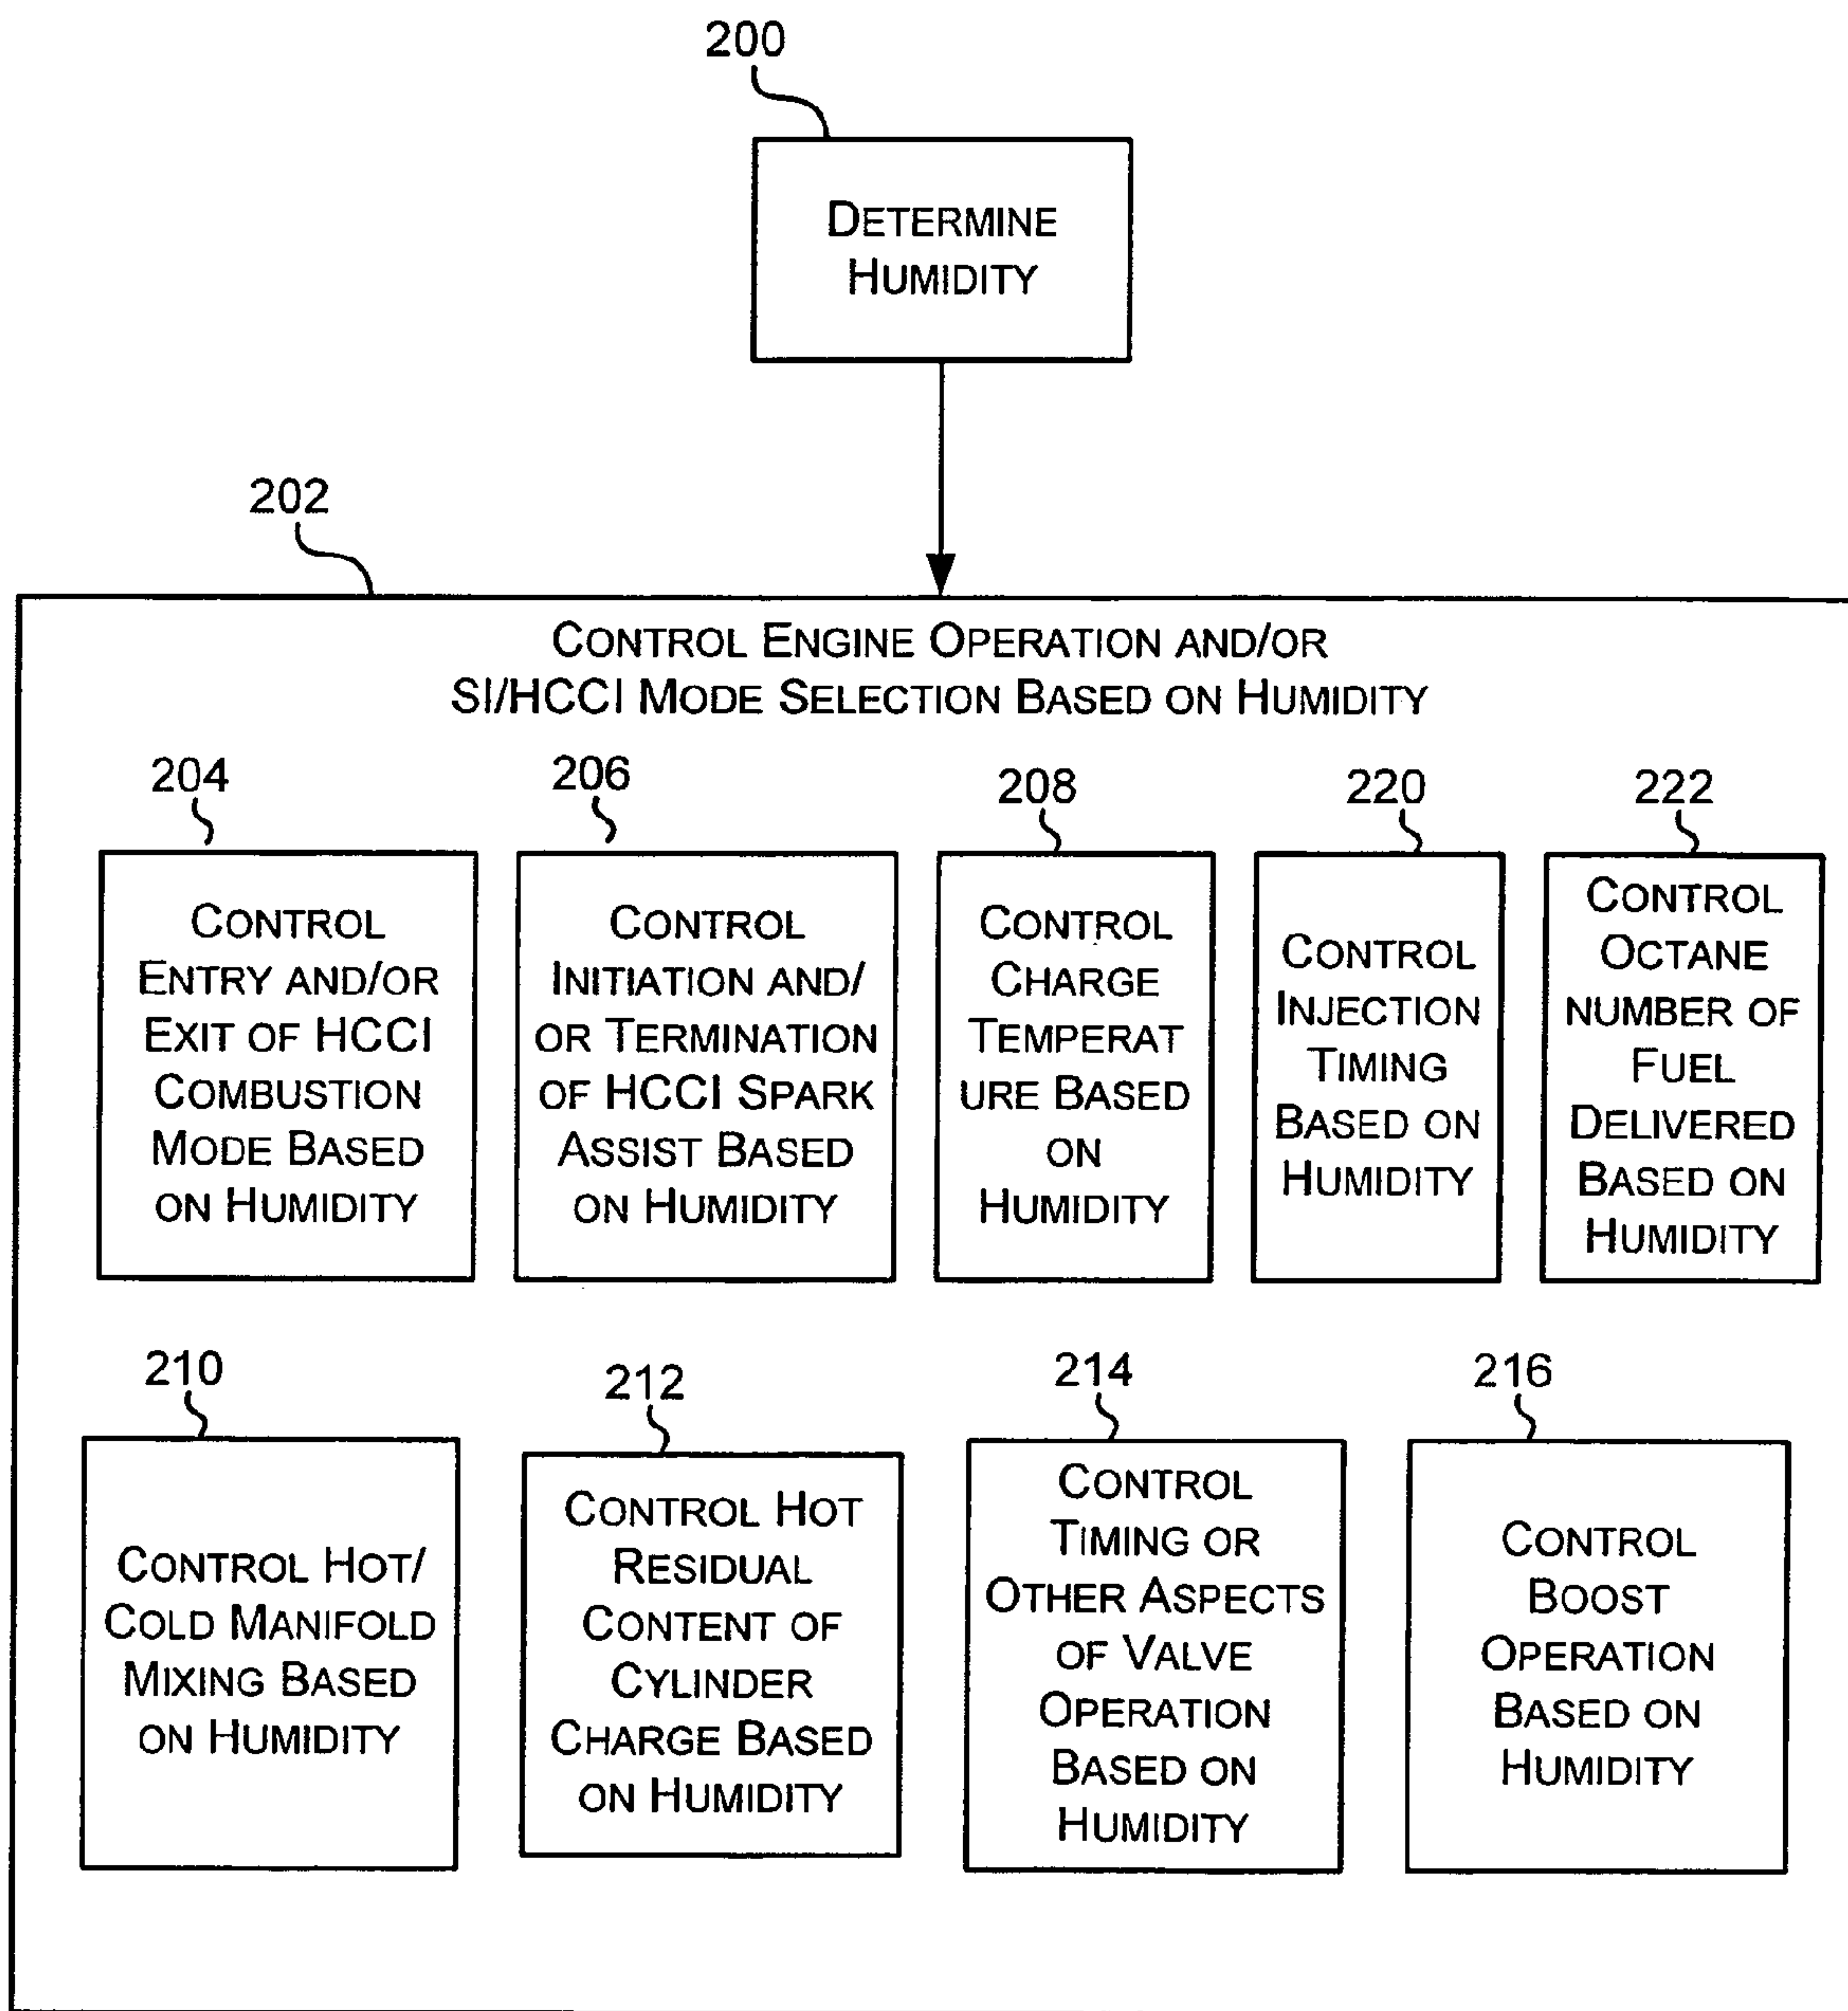 200
DETERMINE
HUMIDITY
202
CONTROL ENGINE OPERATION AND/OR
SI/HCCI MODE SELECTION BASED ON HUMIDITY
204
CONTROL
ENTRY AND/OR
EXIT OF HCCI
COMBUSTION
MODE BASED
ON HUMIDITY
206
CONTROL
INITIATION AND/
OR TERMINATION
OF HCCI SPARK
ASSIST BASED
ON HUMIDITY
208
CONTROL
CHARGE
TEMPERAT
URE BASED
ON
HUMIDITY
220
CONTROL
INJECTION
TIMING
BASED ON
HUMIDITY
222
CONTROL
OCTANE
NUMBER OF
FUEL
DELIVERED
BASED ON
HUMIDITY
210
CONTROL HOT/
COLD MANIFOLD
MIXING BASED
ON HUMIDITY
212
CONTROL HOT
RESIDUAL
CONTENT OF
CYLINDER
CHARGE BASED
ON HUMIDITY
214
CONTROL
TIMING OR
OTHER ASPECTS
OF VALVE
OPERATION
BASED ON
HUMIDITY
216
CONTROL
BOOST
OPERATION
BASED ON
HUMIDITY